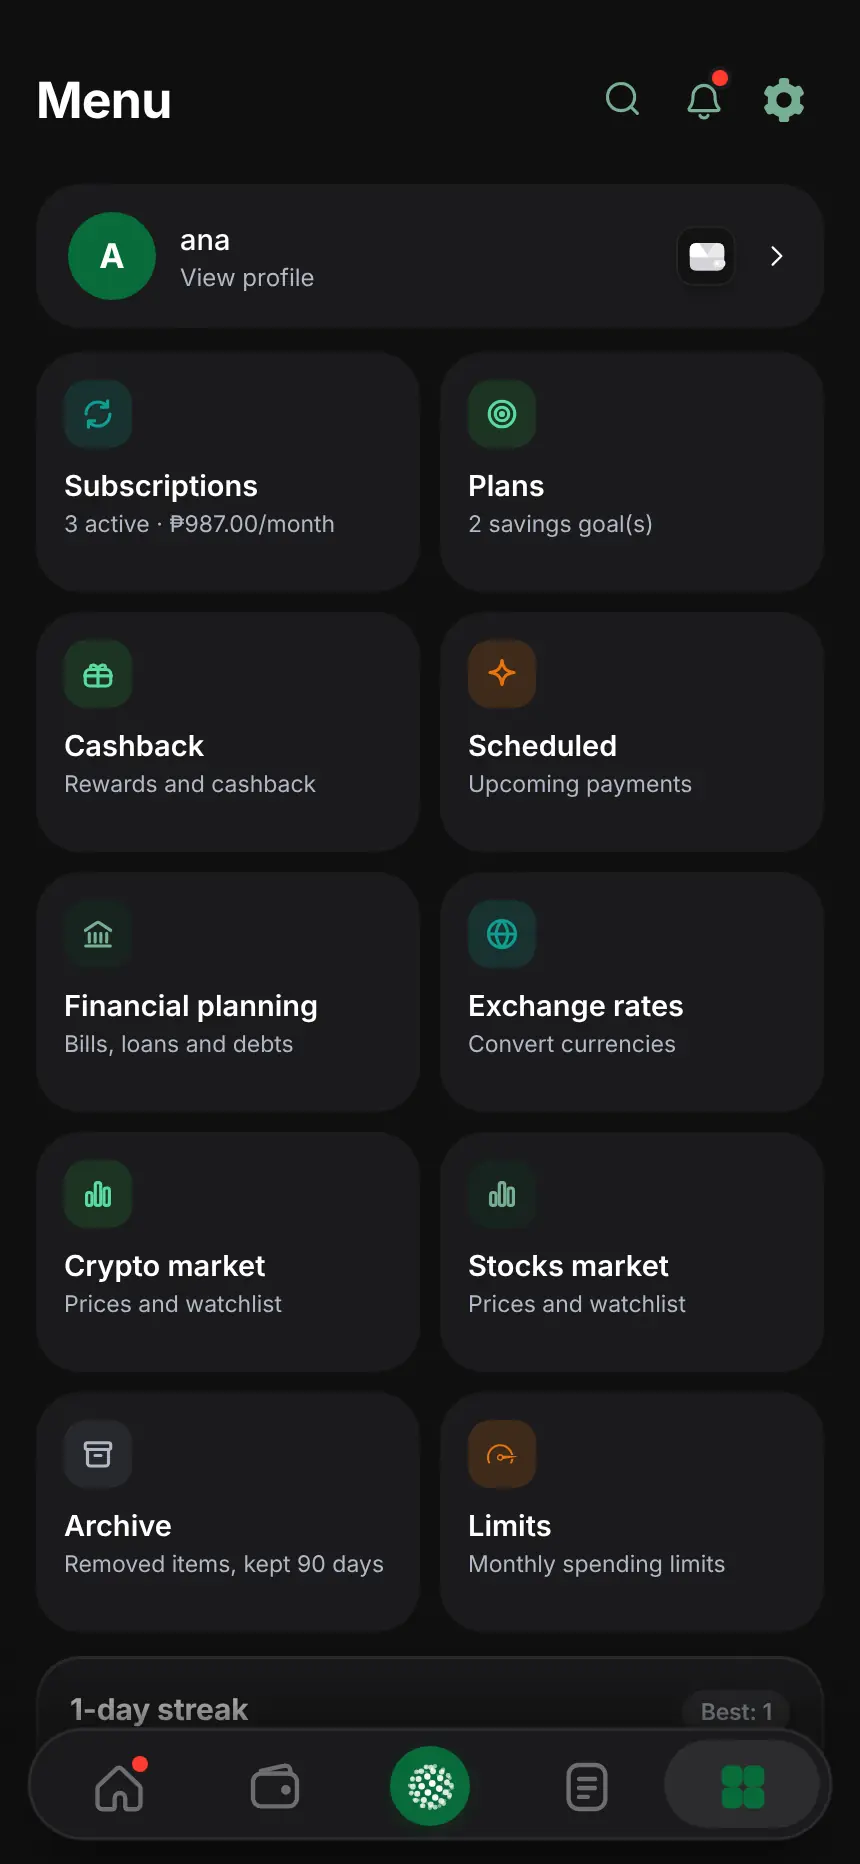 Menu
A
ana
View profile
Subscriptions
3 active · ₱987.00/month
Plans
2 savings goal(s)
Cashback
Rewards and cashback
Scheduled
Upcoming payments
Financial planning
Bills, loans and debts
Exchange rates
Convert currencies
Crypto market
Prices and watchlist
Stocks market
Prices and watchlist
Archive
Removed items, kept 90 days
Limits
Monthly spending limits
1-day streak
Best: 1